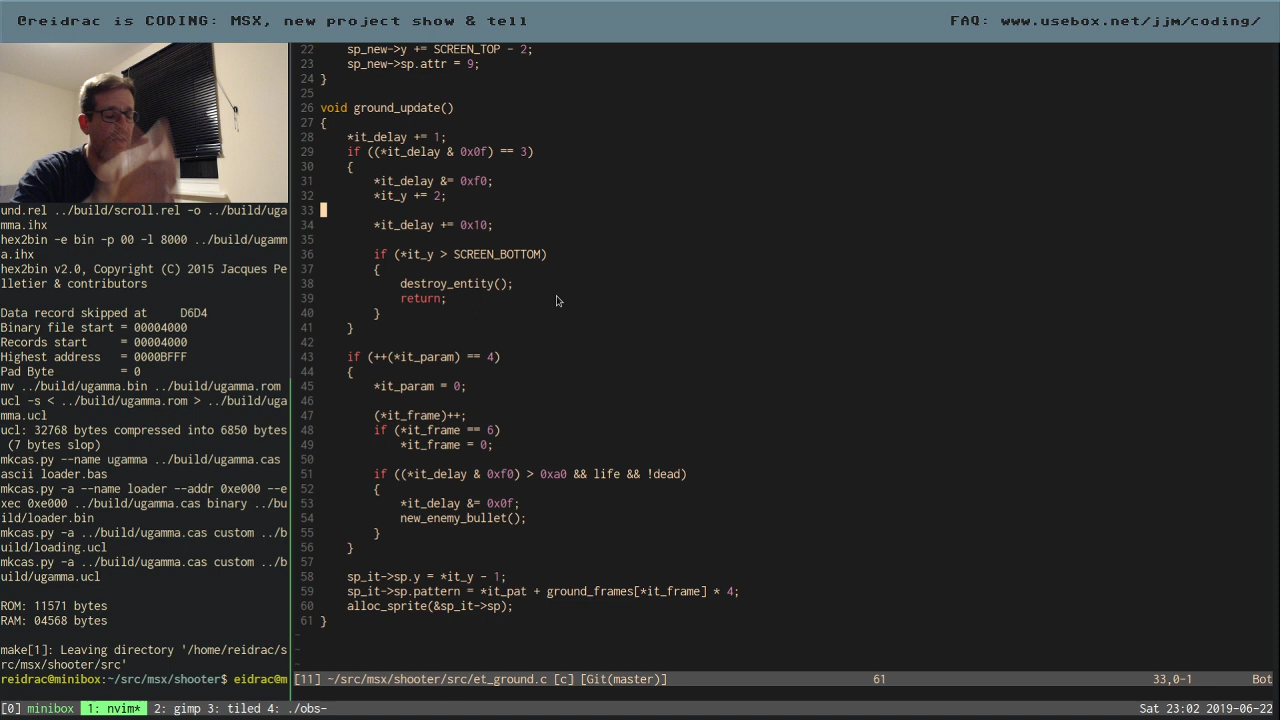 @reidrac is CODING: MSX, new project show & tell
FAQ: www.usebox.net/jjm/coding/
und.rel ../build/scroll.rel -o ../build/uga
mma.ihx
hex2bin -e bin -p 00 -l 8000 ../build/ugamm
a.ihx
hex2bin v2.0, Copyright (C) 2015 Jacques Pe
lletier & contributors
Data record skipped at     D6D4
Binary file start = 00004000
Records start     = 00004000
Highest address   = 0000BFFF
Pad Byte          = 0
mv ../build/ugamma.bin ../build/ugamma.rom
ucl -s < ../build/ugamma.rom > ../build/uga
mma.ucl
ucl: 32768 bytes compressed into 6850 bytes
 (7 bytes slop)
mkcas.py --name ugamma ../build/ugamma.cas
ascii loader.bas
mkcas.py -a --name loader --addr 0xe000 --e
xec 0xe000 ../build/ugamma.cas binary ../bu
ild/loader.bin
mkcas.py -a ../build/ugamma.cas custom ../b
uild/loading.ucl
mkcas.py -a ../build/ugamma.cas custom ../b
uild/ugamma.ucl
ROM: 11571 bytes
RAM: 04568 bytes
make[1]: Leaving directory '/home/reidrac/s
rc/msx/shooter/src'
reidrac@minibox:~/src/msx/shooter$ eidrac@m
22     sp_new->y += SCREEN_TOP - 2;
23     sp_new->sp.attr = 9;
24 }
25
26 void ground_update()
27 {
28     *it_delay += 1;
29     if ((*it_delay & 0x0f) == 3)
30     {
31         *it_delay &= 0xf0;
32         *it_y += 2;
33
34         *it_delay += 0x10;
35
36         if (*it_y > SCREEN_BOTTOM)
37         {
38             destroy_entity();
39             return;
40         }
41     }
42
43     if (++(*it_param) == 4)
44     {
45         *it_param = 0;
46
47         (*it_frame)++;
48         if (*it_frame == 6)
49             *it_frame = 0;
50
51         if ((*it_delay & 0xf0) > 0xa0 && life && !dead)
52         {
53             *it_delay &= 0x0f;
54             new_enemy_bullet();
55         }
56     }
57
58     sp_it->sp.y = *it_y - 1;
59     sp_it->sp.pattern = *it_pat + ground_frames[*it_frame] * 4;
60     alloc_sprite(&sp_it->sp);
61 }
~
~
~
[11] ~/src/msx/shooter/src/et_ground.c [c] [Git(master)] 61 33,0-1 Bot
[0] minibox 1: nvim* 2: gimp 3: tiled 4: ./obs- Sat 23:02 2019-06-22